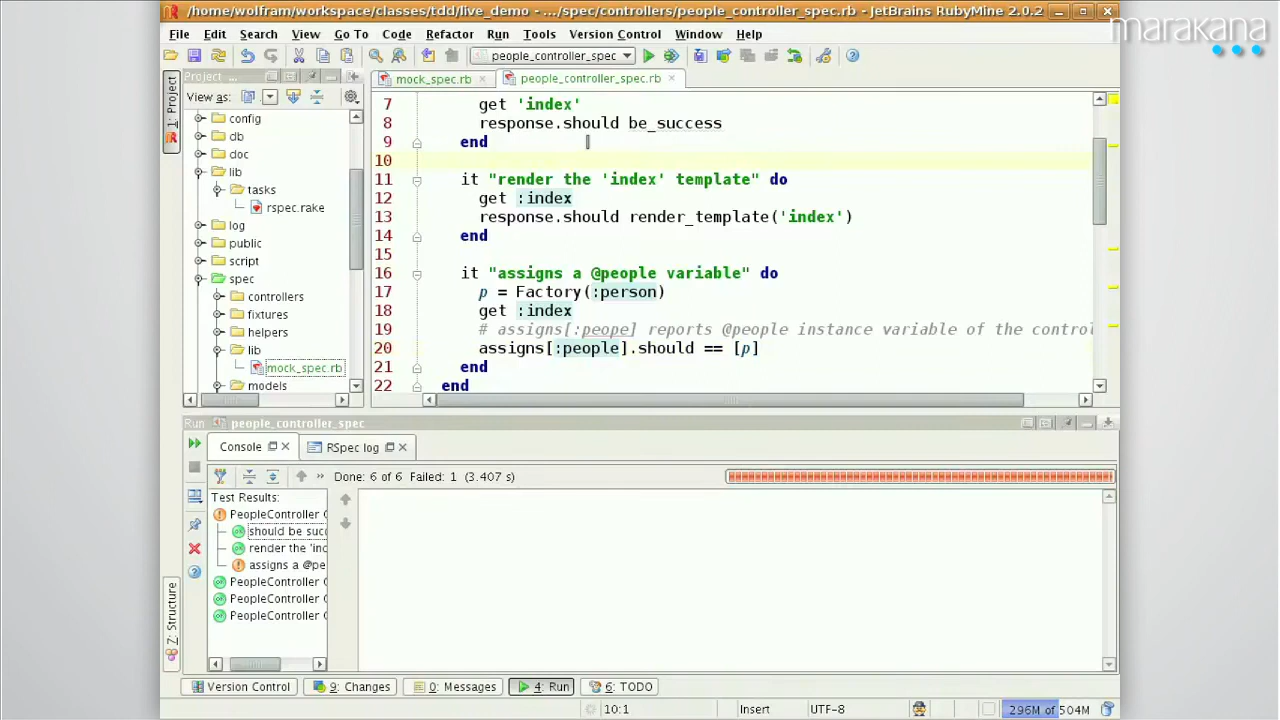 /home/wolfram/workspace/classes/tdd/live_demo - .../spec/controllers/people_controller_spec.rb - JetBrains RubyMine 2.0.2
marakana
File Edit Search View Go To Code Refactor Run Tools Version Control Window Help
people_controller_spec
1: Project
Project
mock_spec.rb
people_controller_spec.rb
View as:
config
db
doc
lib
tasks
rspec.rake
log
public
script
spec
controllers
fixtures
helpers
lib
mock_spec.rb
models
7 get 'index'
8 response.should be_success
9 end
10
11 it "render the 'index' template" do
12 get :index
13 response.should render_template('index')
14 end
15
16 it "assigns a @people variable" do
17 p = Factory(:person)
18 get :index
19 # assigns[:peope] reports @people instance variable of the contro
20 assigns[:people].should == [p]
21 end
22 end
Run people_controller_spec
Console
RSpec log
Done: 6 of 6 Failed: 1 (3.407 s)
Test Results:
PeopleController
should be succ
render the 'inc
assigns a @pe
PeopleController
PeopleController
PeopleController
Z: Structure
Version Control
9: Changes
0: Messages
4: Run
6: TODO
10:1
Insert
UTF-8
296M of 504M